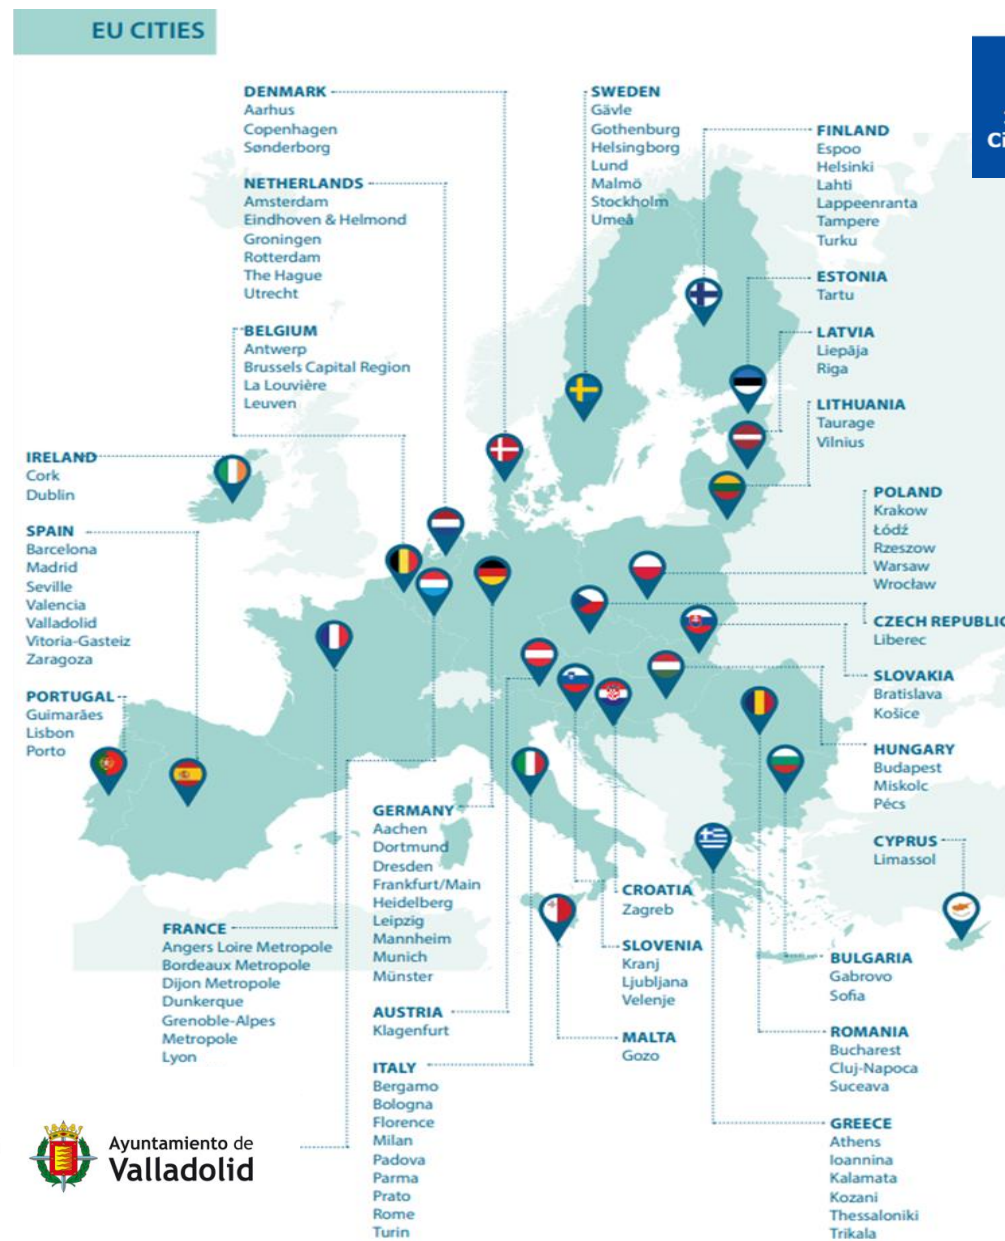 EU CITIES
DENMARK
Aarhus
Copenhagen
Sønderborg
NETHERLANDS
Amsterdam
Eindhoven & Helmond
Groningen
Rotterdam
The Hague
Utrecht
BELGIUM
Antwerp
Brussels Capital Region
La Louvière
Leuven
IRELAND
Cork
Dublin
SPAIN
Barcelona
Madrid
Seville
Valencia
Valladolid
Vitoria-Gasteiz
Zaragoza
PORTUGAL
Guimarães
Lisbon
Porto
SWEDEN
Gävle
Gothenburg
Helsingborg
Lund
Malmö
Stockholm
Umeå
FINLAND
Espoo
Helsinki
Lahti
Lappeenranta
Tampere
Turku
ESTONIA
Tartu
LATVIA
Liepāja
Riga
LITHUANIA
Taurage
Vilnius
POLAND
Krakow
Łódź
Rzeszow
Warsaw
Wrocław
CZECH REPUBLIC
Liberec
SLOVAKIA
Bratislava
Košice
HUNGARY
Budapest
Miskolc
Pécs
CYPRUS
Limassol
FRANCE
Angers Loire Metropole
Bordeaux Metropole
Dijon Metropole
Dunkerque
Grenoble-Alpes
Metropole
Lyon
GERMANY
Aachen
Dortmund
Dresden
Frankfurt/Main
Heidelberg
Leipzig
Mannheim
Munich
Münster
AUSTRIA
Klagenfurt
ITALY
Bergamo
Bologna
Florence
Milan
Padova
Parma
Prato
Rome
Turin
CROATIA
Zagreb
SLOVENIA
Kranj
Ljubljana
Velenje
MALTA
Gozo
BULGARIA
Gabrovo
Sofia
ROMANIA
Bucharest
Cluj-Napoca
Suceava
GREECE
Athens
Ioannina
Kalamata
Kozani
Thessaloniki
Trikala
Ayuntamiento de
Valladolid